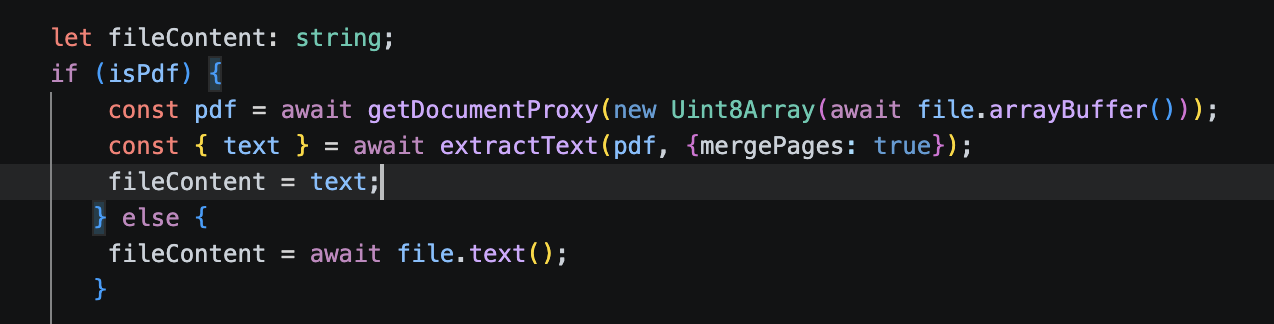 let fileContent: string;
if (isPdf) {
    const pdf = await getDocumentProxy(new Uint8Array(await file.arrayBuffer()));
    const { text } = await extractText(pdf, {mergePages: true});
    fileContent = text;
   } else {
    fileContent = await file.text();
   }